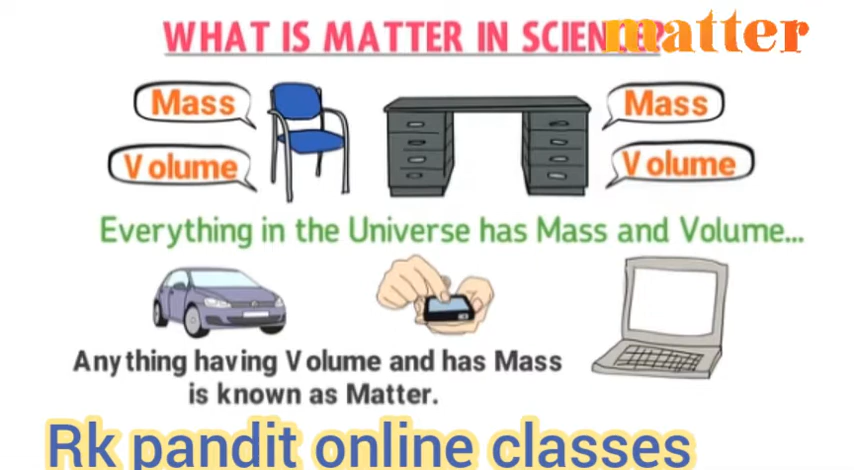 WHAT IS MATTER IN SCIENCE?
matter
Mass
Mass
Volume
Volume
Everything in the Universe has Mass and Volume...
Anything having Volume and has Mass
is known as Matter.
Rk pandit online classes